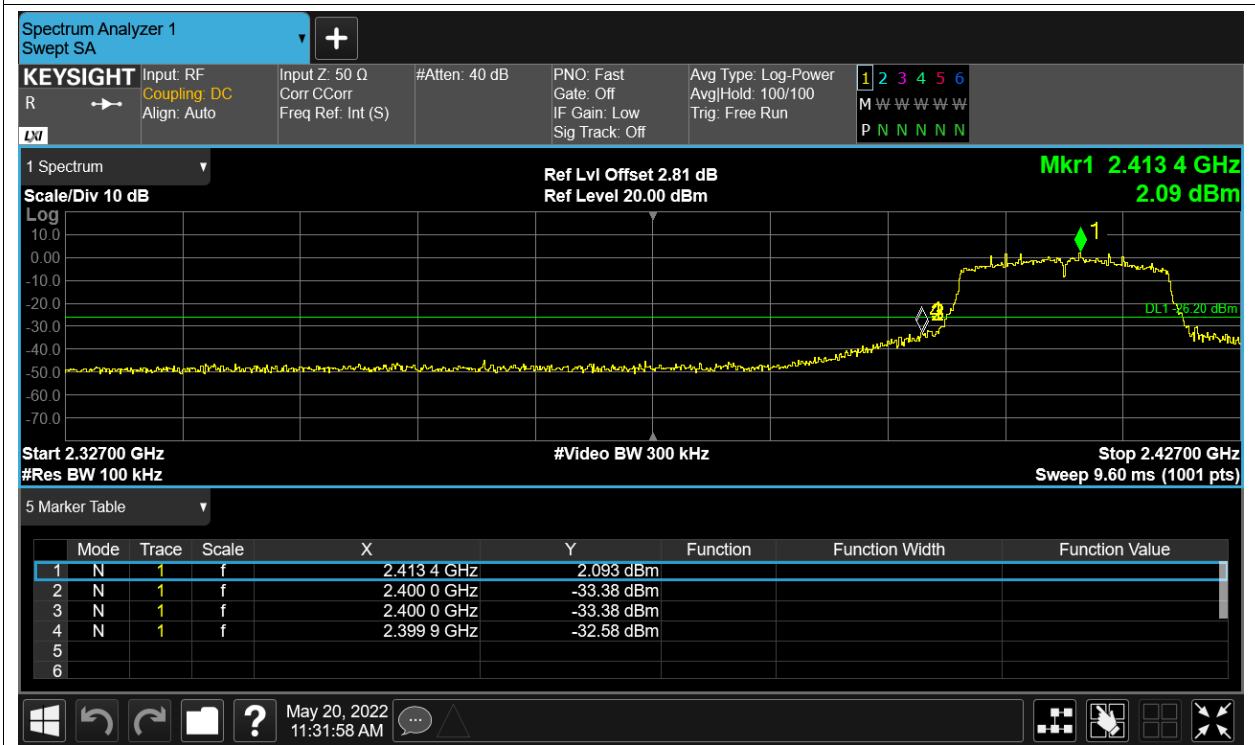 Spectrum Analyzer 1
Swept SA
KEYSIGHT
R
LXI
Input: RF
Coupling: DC
Align: Auto
Input Z: 50 Ω
Corr CCorr
Freq Ref: Int (S)
#Atten: 40 dB
PNO: Fast
Gate: Off
IF Gain: Low
Sig Track: Off
Avg Type: Log-Power
Avg|Hold: 100/100
Trig: Free Run
1 2 3 4 5 6
M W W W W W
P N N N N N
1 Spectrum
Scale/Div 10 dB
Ref Lvl Offset 2.81 dB
Ref Level 20.00 dBm
Mkr1 2.413 4 GHz
2.09 dBm
Log
10.0
0.00
-10.0
-20.0
-30.0
-40.0
-50.0
-60.0
-70.0
1
DL1 -26.20 dBm
Start 2.32700 GHz
#Video BW 300 kHz
Stop 2.42700 GHz
#Res BW 100 kHz
Sweep 9.60 ms (1001 pts)
5 Marker Table
Mode Trace Scale X Y Function Function Width Function Value
1 N 1 f 2.413 4 GHz 2.093 dBm
2 N 1 f 2.400 0 GHz -33.38 dBm
3 N 1 f 2.400 0 GHz -33.38 dBm
4 N 1 f 2.399 9 GHz -32.58 dBm
5
6
?
May 20, 2022
11:31:58 AM